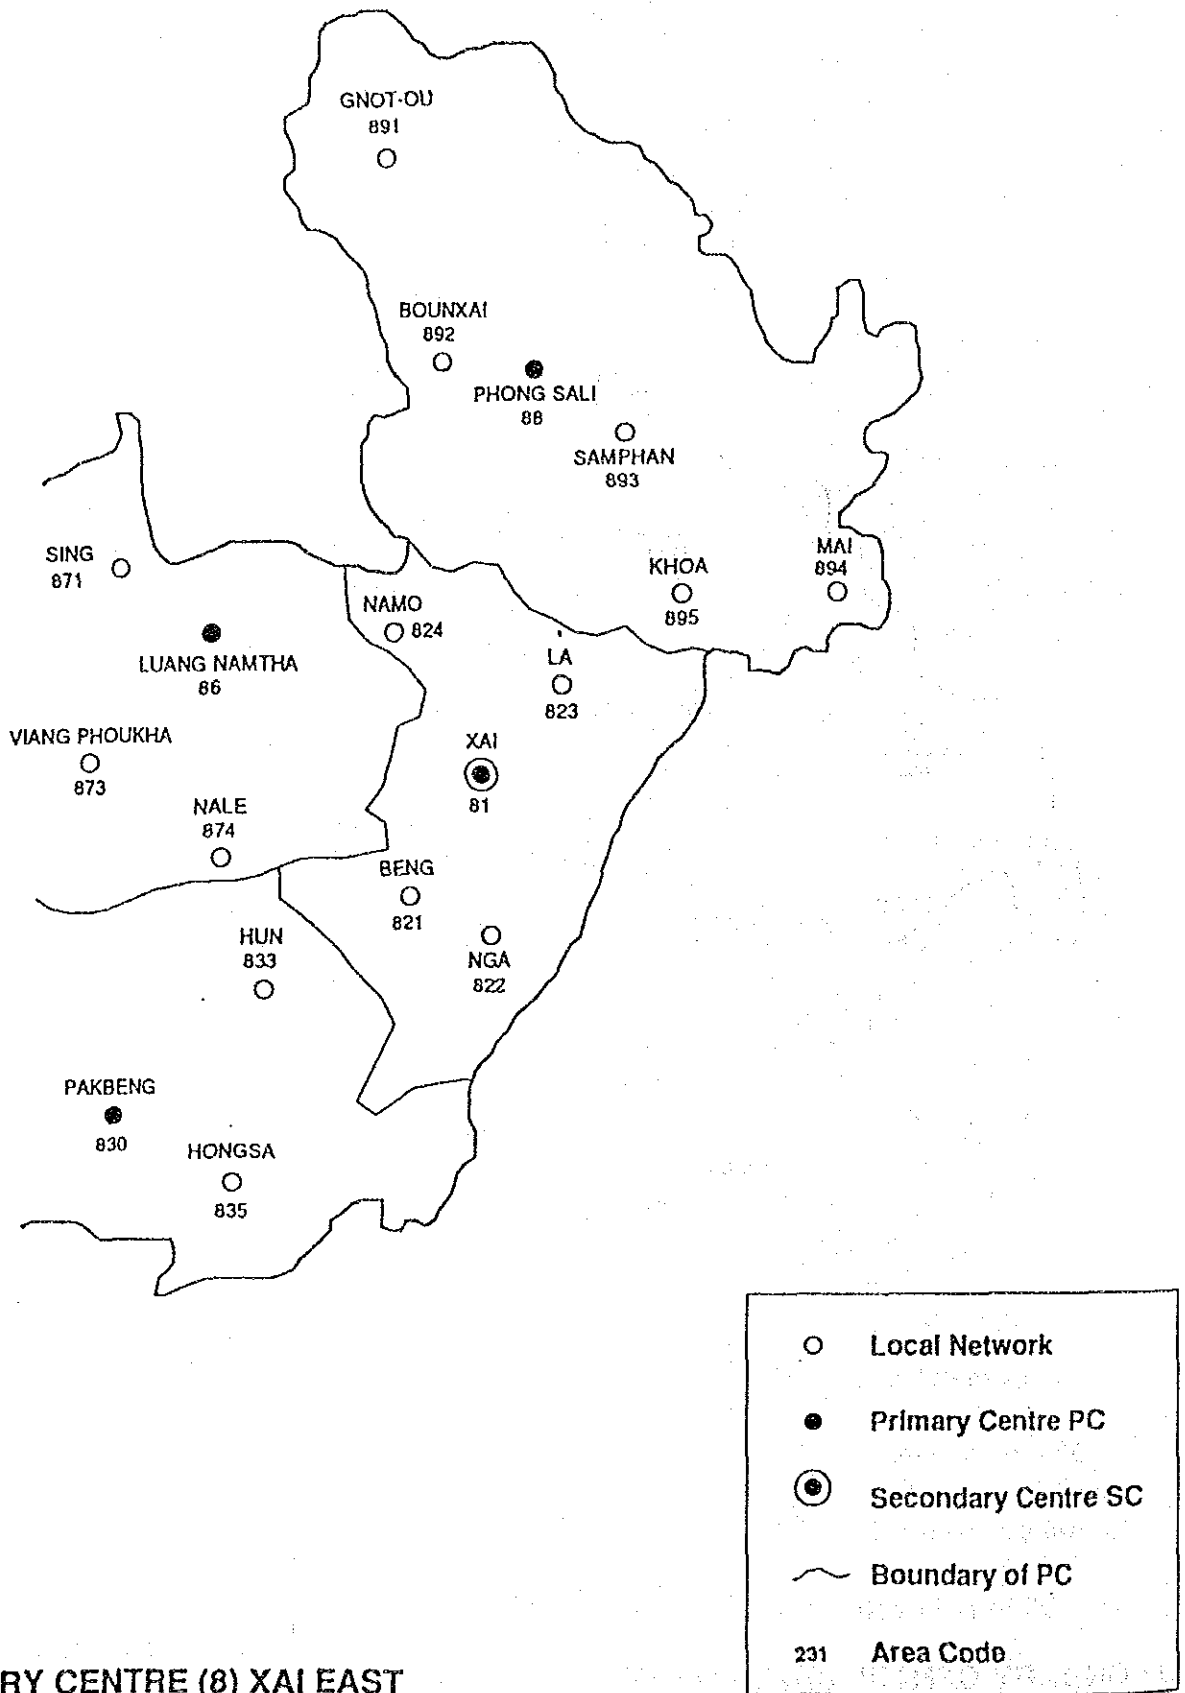 GNOT-OU
891
BOUNXAI
892
PHONG SALI
88
SAMPHAN
893
SING
871
MAI
894
KHOA
895
NAMO
824
LUANG NAMTHA
86
LA
823
VIANG PHOUKHA
873
XAI
81
NALE
874
BENG
821
HUN
833
NGA
822
PAKBENG
830
HONGSA
835
Local Network
Primary Centre PC
Secondary Centre SC
Boundary of PC
231 Area Code
RY CENTRE (8) XAI EAST